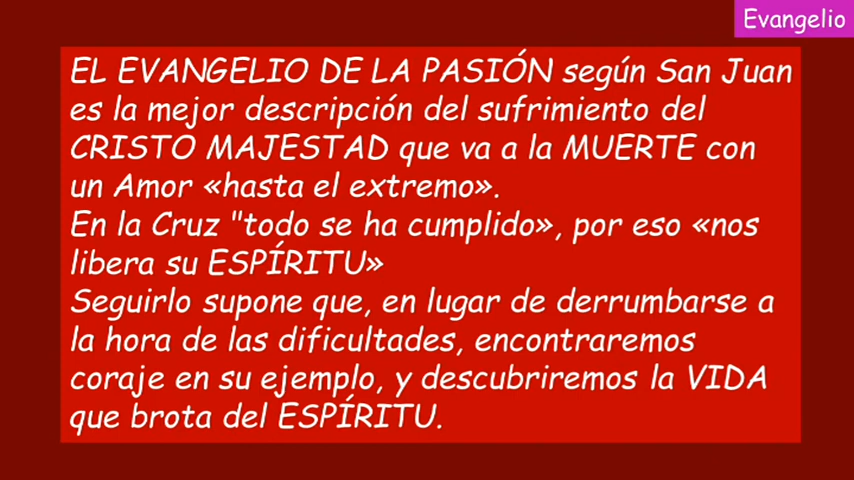 Evangelio
EL EVANGELIO DE LA PASIÓN según San Juan
es la mejor descripción del sufrimiento del
CRISTO MAJESTAD que va a la MUERTE con
un Amor «hasta el extremo».
En la Cruz "todo se ha cumplido», por eso «nos
libera su ESPÍRITU»
Seguirlo supone que, en lugar de derrumbarse a
la hora de las dificultades, encontraremos
coraje en su ejemplo, y descubriremos la VIDA
que brota del ESPÍRITU.